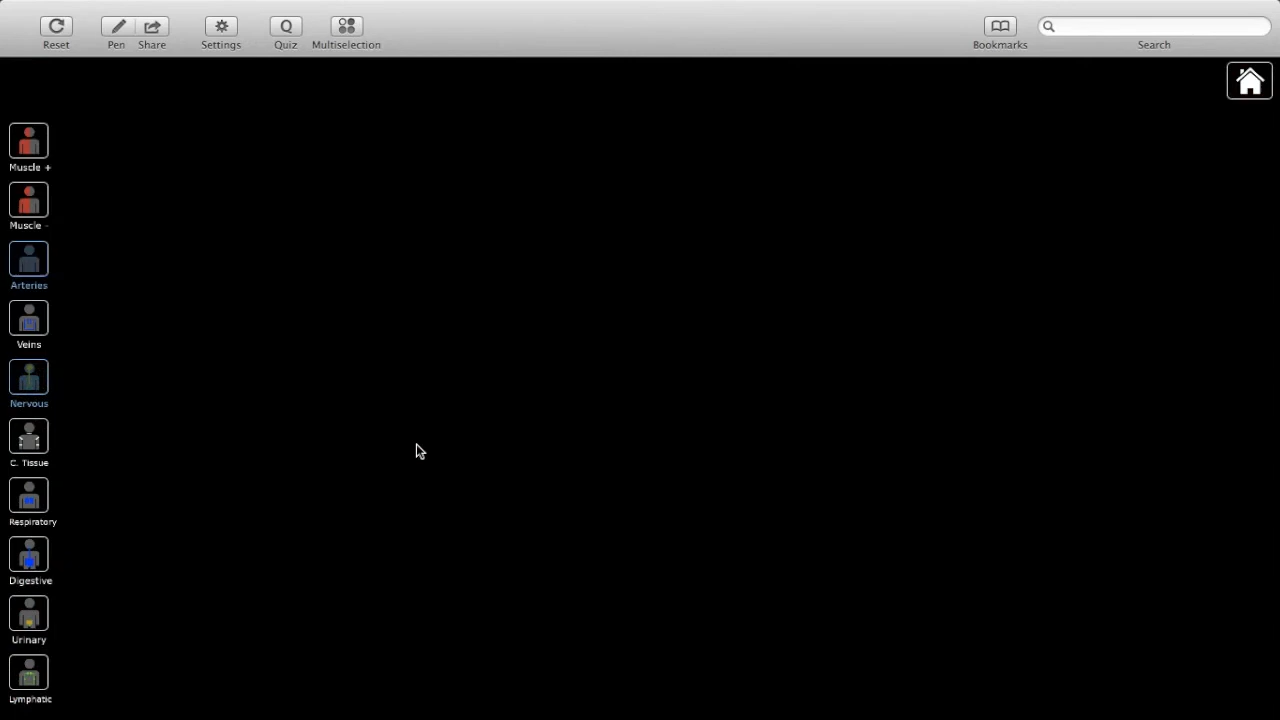 Reset
Pen
Share
Settings
Q
Quiz
Multiselection
Bookmarks
Search
Muscle +
Muscle -
Arteries
Veins
Nervous
C. Tissue
Respiratory
Digestive
Urinary
Lymphatic